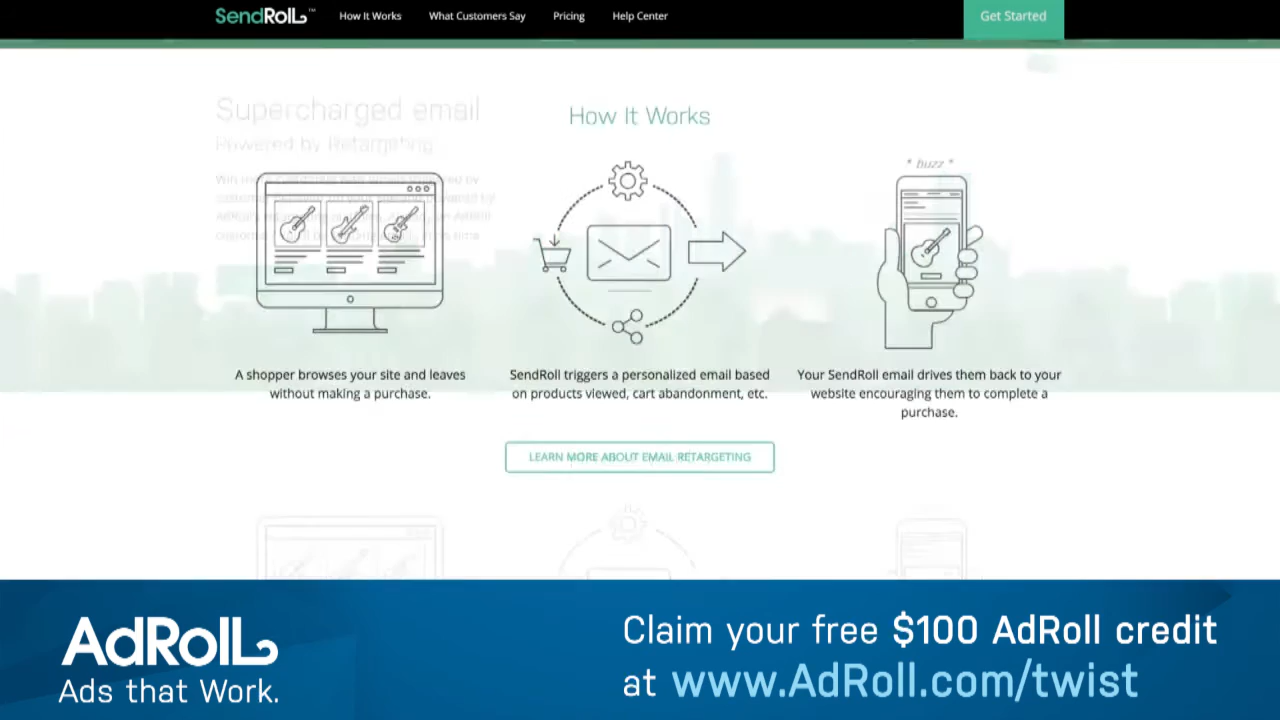 SendRoll™ How It Works What Customers Say Pricing Help Center Get Started
Supercharged email
Powered by Retargeting
How It Works
* buzz *
A shopper browses your site and leaves
without making a purchase.
SendRoll triggers a personalized email based
on products viewed, cart abandonment, etc.
Your SendRoll email drives them back to your
website encouraging them to complete a
purchase.
LEARN MORE ABOUT EMAIL RETARGETING
AdRoll
Ads that Work.
Claim your free $100 AdRoll credit
at www.AdRoll.com/twist